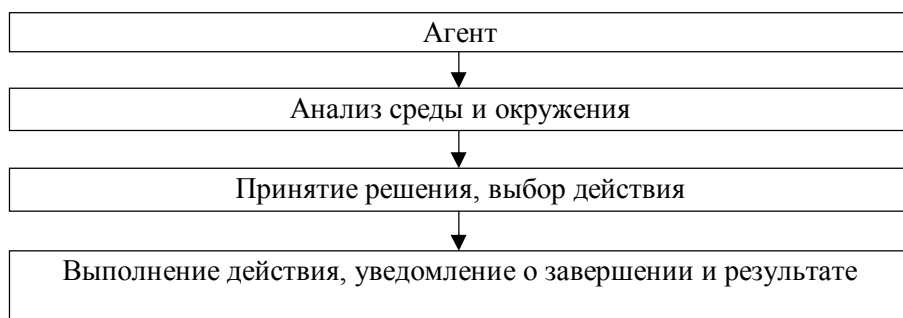 Агент
Анализ среды и окружения
Принятие решения, выбор действия
Выполнение действия, уведомление о завершении и результате